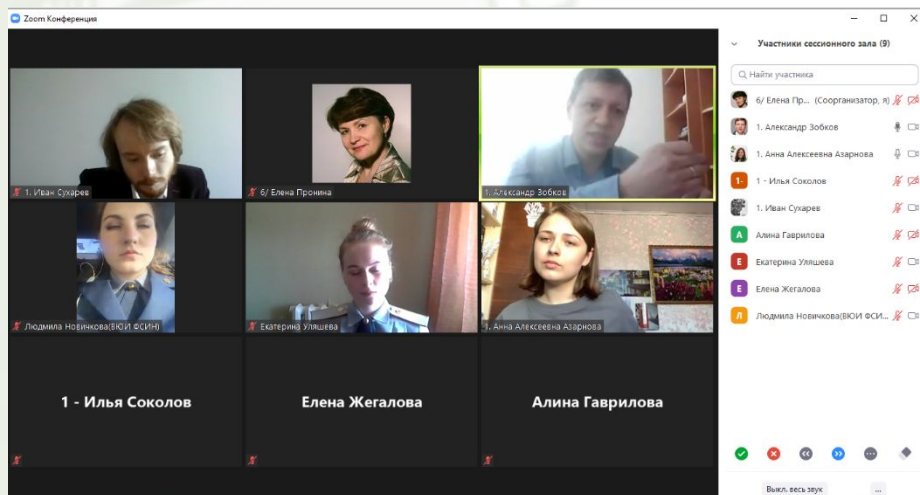 Zoom Конференция
1. Иван Сухарев
6/ Елена Пронина
1. Александр Зобков
Людмила Новичкова(ВЮИ ФСИН)
Екатерина Уляшева
1. Анна Алексеевна Азарнова
1 - Илья Соколов
Елена Жегалова
Алина Гаврилова
Участники сессионного зала (9)
Найти участника
6/ Елена Пр... (Соорганизатор, я)
1. Александр Зобков
1. Анна Алексеевна Азарнова
1- 1 - Илья Соколов
1. Иван Сухарев
А Алина Гаврилова
Е Екатерина Уляшева
Е Елена Жегалова
Л Людмила Новичкова(ВЮИ ФСИ...
Выкл. весь звук ...